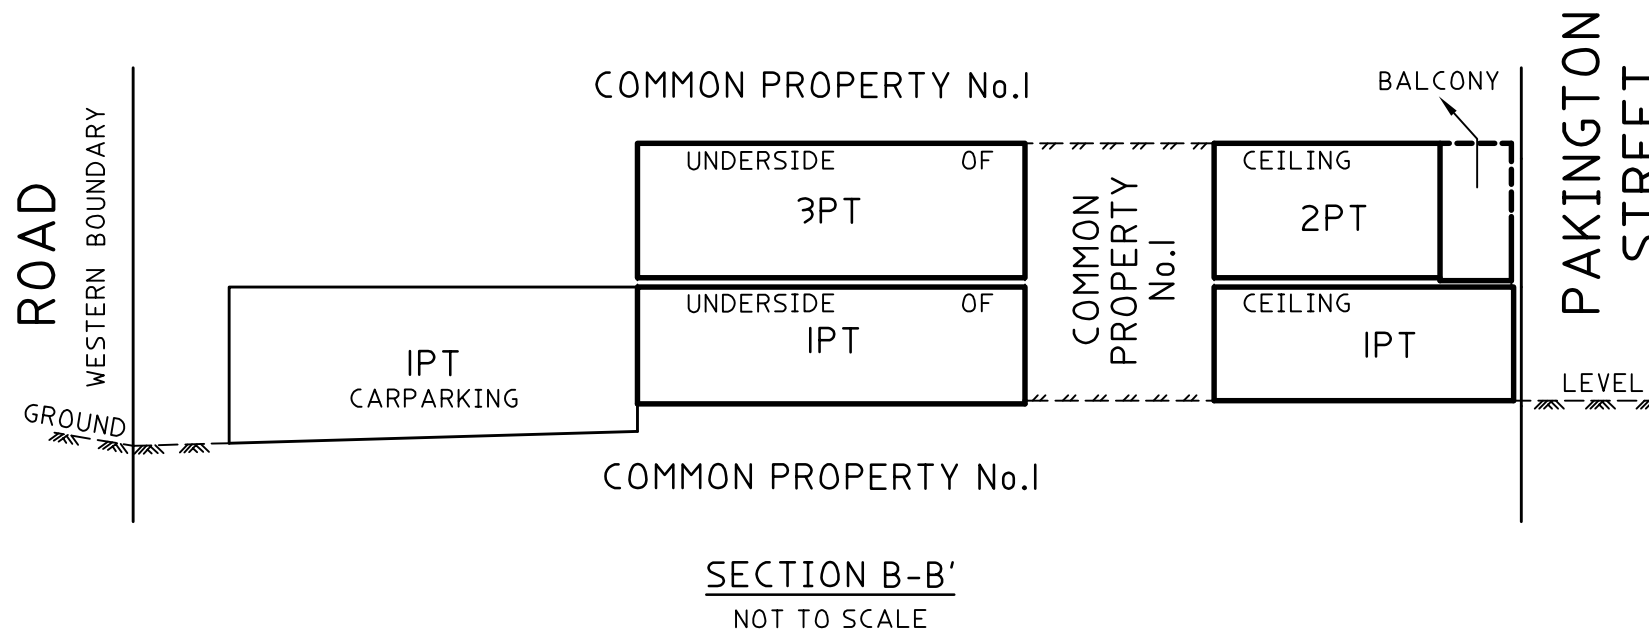 COMMON PROPERTY No.1
BALCONY
PAKINGTON
STREET
ROAD
WESTERN BOUNDARY
UNDERSIDE OF
CEILING
3PT
2PT
COMMON
PROPERTY
No.1
UNDERSIDE OF
CEILING
1PT
1PT
1PT
CARPARKING
GROUND
LEVEL
COMMON PROPERTY No.1
SECTION B-B'
NOT TO SCALE